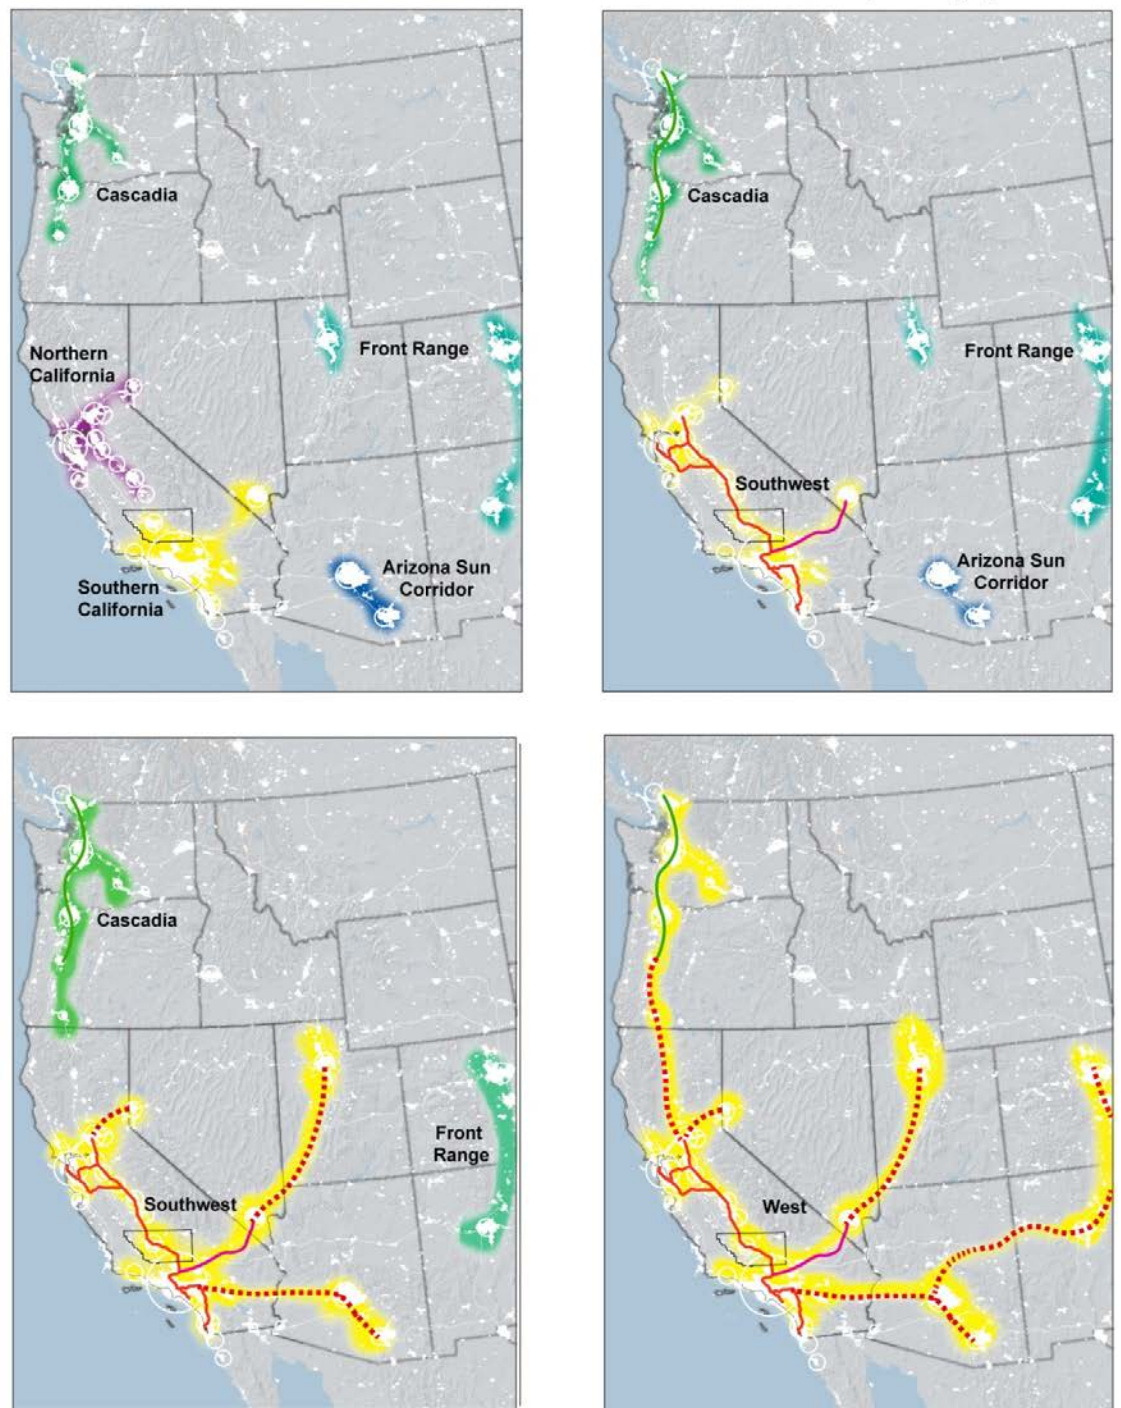 Cascadia
Northern
California
Front Range
Southern
California
Arizona Sun
Corridor
Cascadia
Front Range
Southwest
Arizona Sun
Corridor
Cascadia
Front
Range
Southwest
West